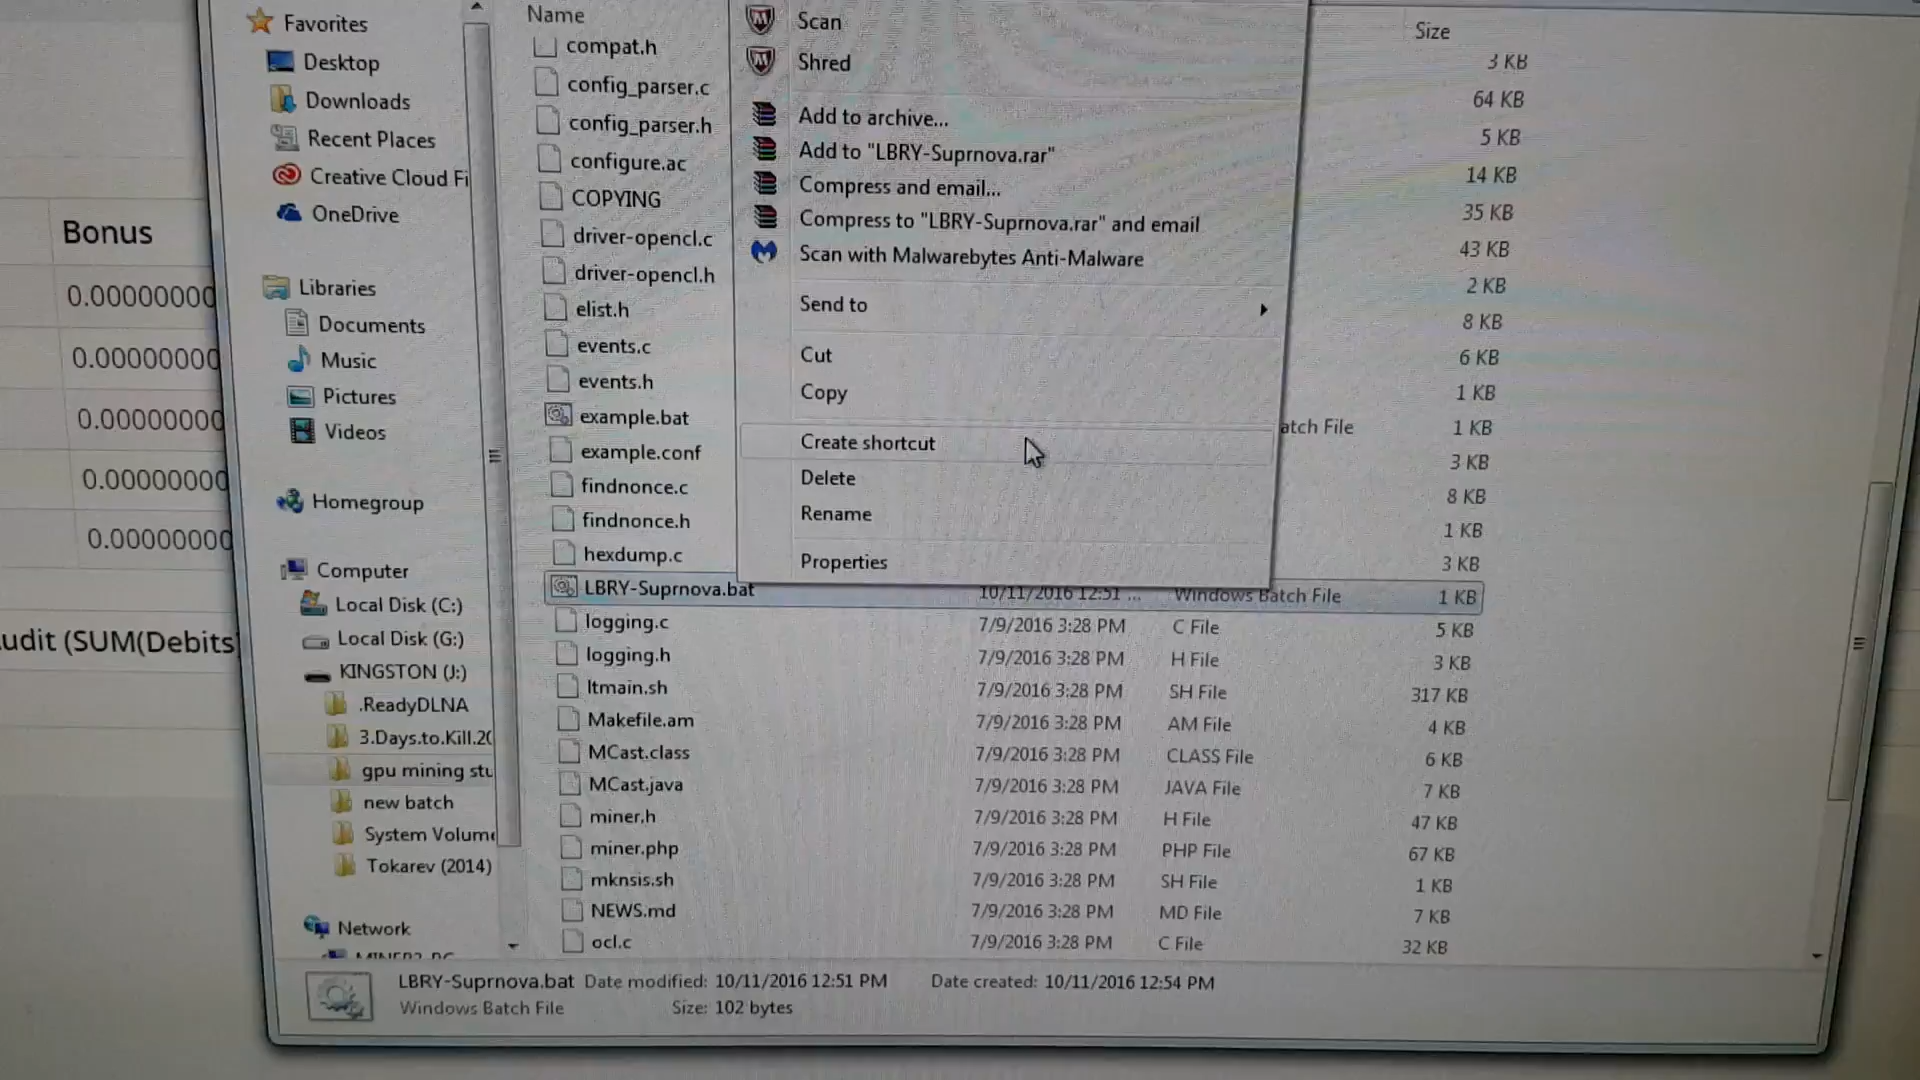 Bonus
0.00000000
0.00000000
0.00000000
0.00000000
0.00000000
udit (SUM(Debits
Favorites
Desktop
Downloads
Recent Places
Creative Cloud Fi
OneDrive
Libraries
Documents
Music
Pictures
Videos
Homegroup
Computer
Local Disk (C:)
Local Disk (G:)
KINGSTON (J:)
.ReadyDLNA
3.Days.to.Kill.20
gpu mining stu
new batch
System Volume
Tokarev (2014)
Network
Name
Size
compat.h 3 KB
config_parser.c 64 KB
config_parser.h 5 KB
configure.ac 14 KB
COPYING 35 KB
driver-opencl.c 43 KB
driver-opencl.h 2 KB
elist.h 8 KB
events.c 6 KB
events.h 1 KB
example.bat atch File 1 KB
example.conf 3 KB
findnonce.c 8 KB
findnonce.h 1 KB
hexdump.c 3 KB
LBRY-Suprnova.bat 10/11/2016 12:51 ... Windows Batch File 1 KB
logging.c 7/9/2016 3:28 PM C File 5 KB
logging.h 7/9/2016 3:28 PM H File 3 KB
ltmain.sh 7/9/2016 3:28 PM SH File 317 KB
Makefile.am 7/9/2016 3:28 PM AM File 4 KB
MCast.class 7/9/2016 3:28 PM CLASS File 6 KB
MCast.java 7/9/2016 3:28 PM JAVA File 7 KB
miner.h 7/9/2016 3:28 PM H File 47 KB
miner.php 7/9/2016 3:28 PM PHP File 67 KB
mknsis.sh 7/9/2016 3:28 PM SH File 1 KB
NEWS.md 7/9/2016 3:28 PM MD File 7 KB
ocl.c 7/9/2016 3:28 PM C File 32 KB
Scan
Shred
Add to archive...
Add to "LBRY-Suprnova.rar"
Compress and email...
Compress to "LBRY-Suprnova.rar" and email
Scan with Malwarebytes Anti-Malware
Send to
Cut
Copy
Create shortcut
Delete
Rename
Properties
LBRY-Suprnova.bat Date modified: 10/11/2016 12:51 PM Date created: 10/11/2016 12:54 PM
Windows Batch File Size: 102 bytes